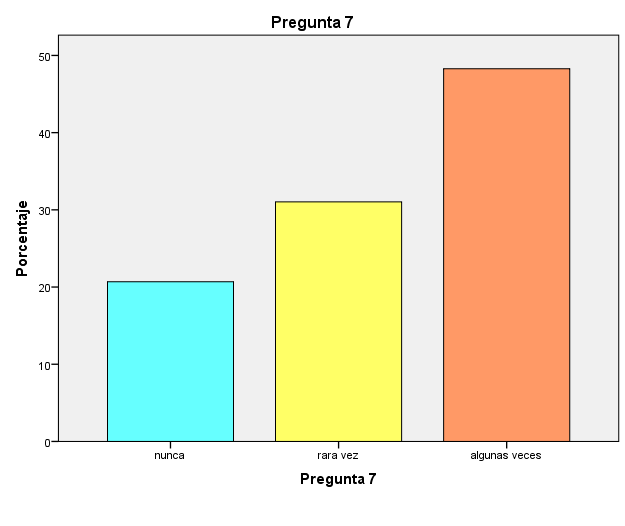 Pregunta 7
Porcentaje
50
40
30
20
10
0
nunca
rara vez
algunas veces
Pregunta 7